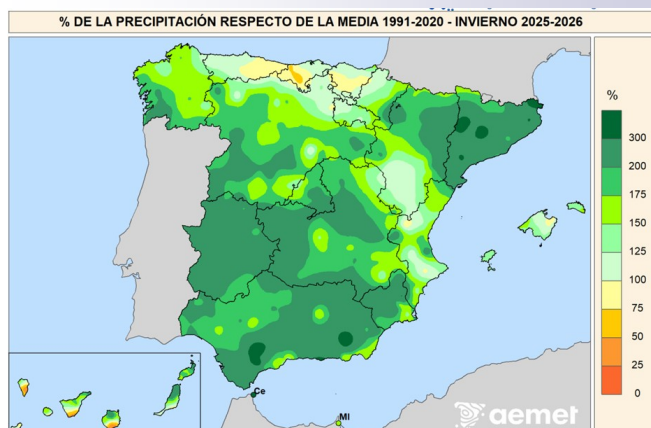 % DE LA PRECIPITACIÓN RESPECTO DE LA MEDIA 1991-2020 - INVIERNO 2025-2026
%
300
200
175
150
125
100
75
50
25
0
Ce
Ml
aemet